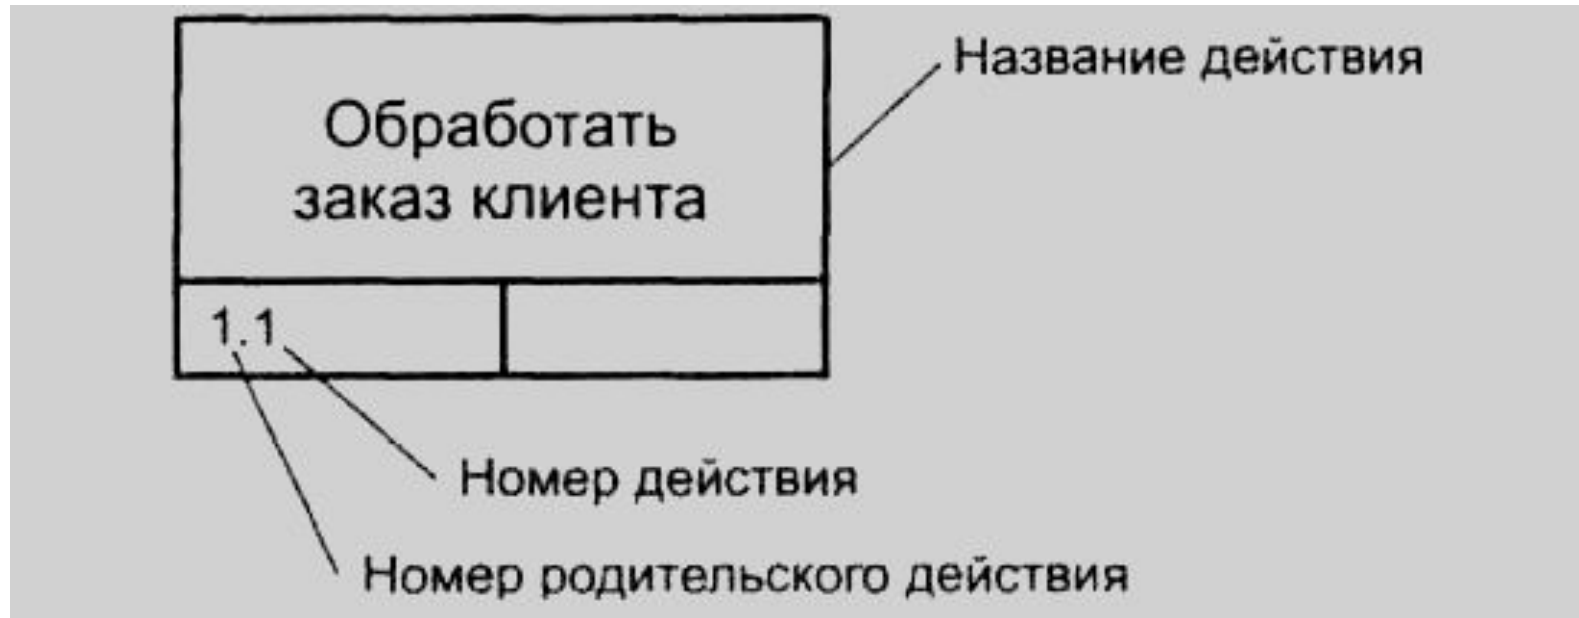 Название действия
Обработать
заказ клиента
1.1
Номер действия
Номер родительского действия